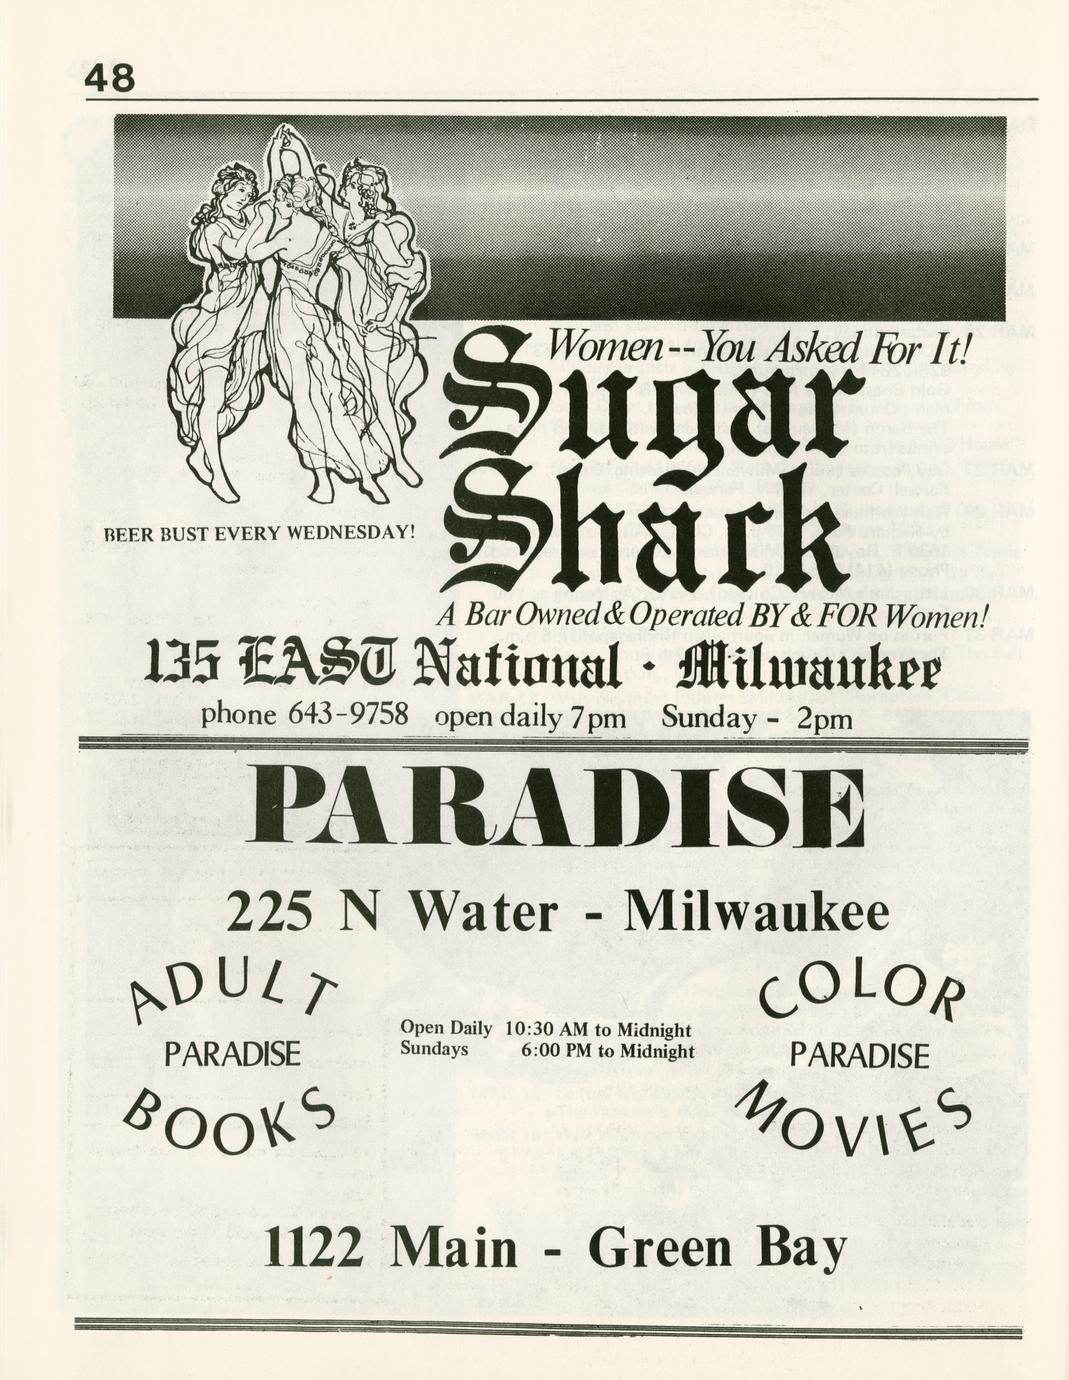 48
Women--You Asked For It!
Sugar
Shack
BEER BUST EVERY WEDNESDAY!
A Bar Owned & Operated BY & FOR Women!
135 EAST National · Milwaukee
phone 643-9758 open daily 7pm Sunday - 2pm
PARADISE
225 N Water - Milwaukee
ADULT
PARADISE
BOOKS
Open Daily 10:30 AM to Midnight
Sundays 6:00 PM to Midnight
COLOR
PARADISE
MOVIES
1122 Main - Green Bay